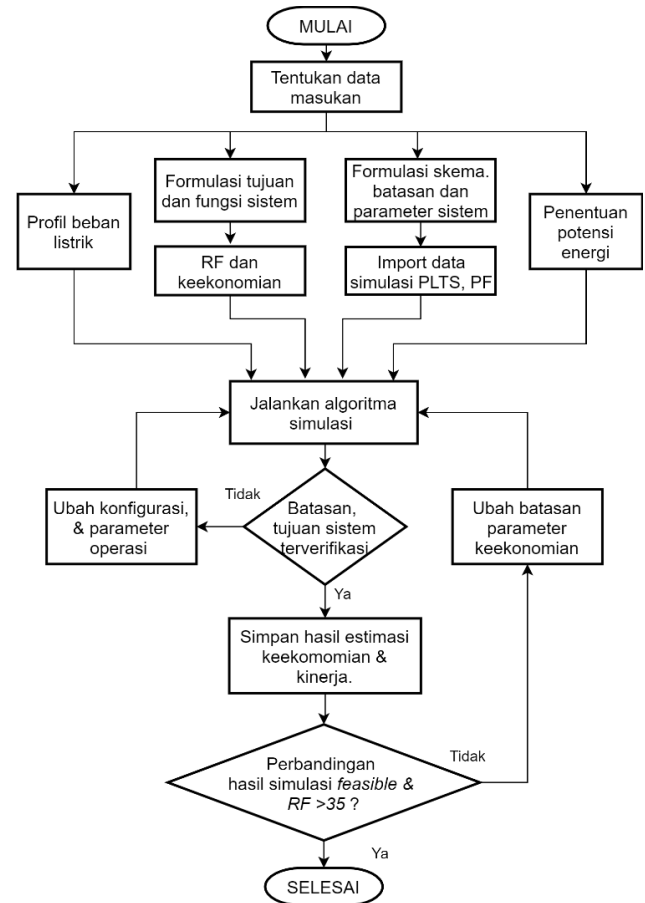 MULAI
Tentukan data
masukan
Profil beban
listrik
Formulasi tujuan
dan fungsi sistem
RF dan
keekonomian
Formulasi skema.
batasan dan
parameter sistem
Import data
simulasi PLTS, PF
Penentuan
potensi
energi
Jalankan algoritma
simulasi
Ubah konfigurasi,
& parameter
operasi
Tidak
Batasan,
tujuan sistem
terverifikasi
Ubah batasan
parameter
keekonomian
Ya
Simpan hasil estimasi
keekomomian &
kinerja.
Perbandingan
hasil simulasi feasible &
RF >35 ?
Tidak
Ya
SELESAI